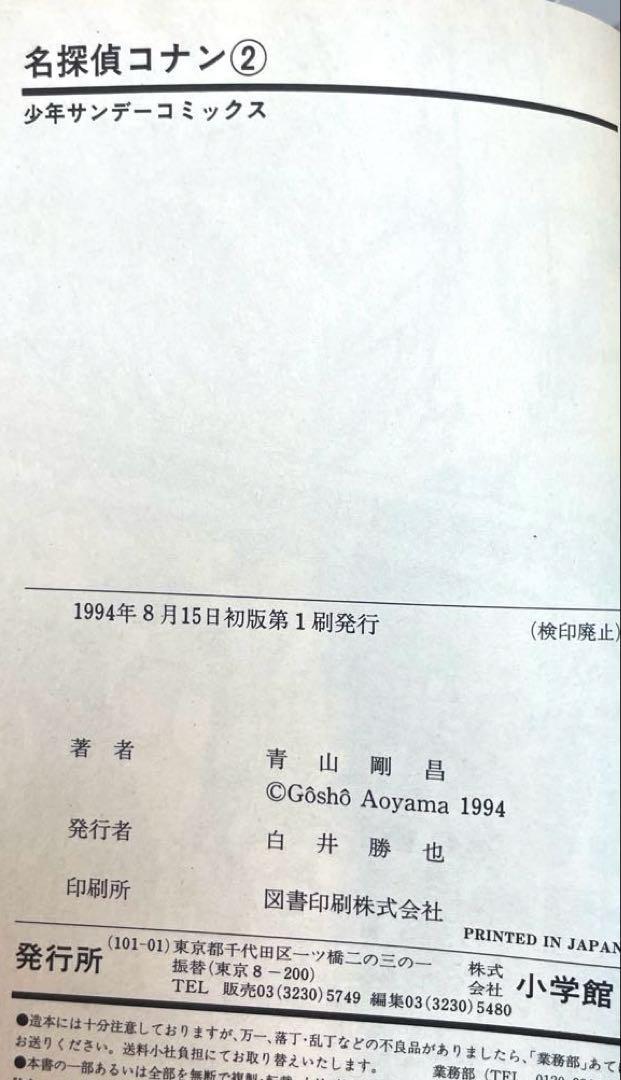 名探偵コナン②
少年サンデーコミックス
1994年8月15日初版第1刷発行
(検印廃止)
著者 青山剛昌
©Gôshô Aoyama 1994
発行者 白井勝也
印刷所 図書印刷株式会社
PRINTED IN JAPAN
発行所 (101-01)東京都千代田区一ツ橋二の三の一 株式会社 小学館
振替(東京8-200)
TEL 販売03(3230)5749 編集03(3230)5480
●造本には十分注意しておりますが、万一、落丁・乱丁などの不良品がありましたら、「業務部」あて
お送りください。送料小社負担にてお取り替えいたします。 業務部(TEL
●本書の一部あるいは全部を無断で複製・転載